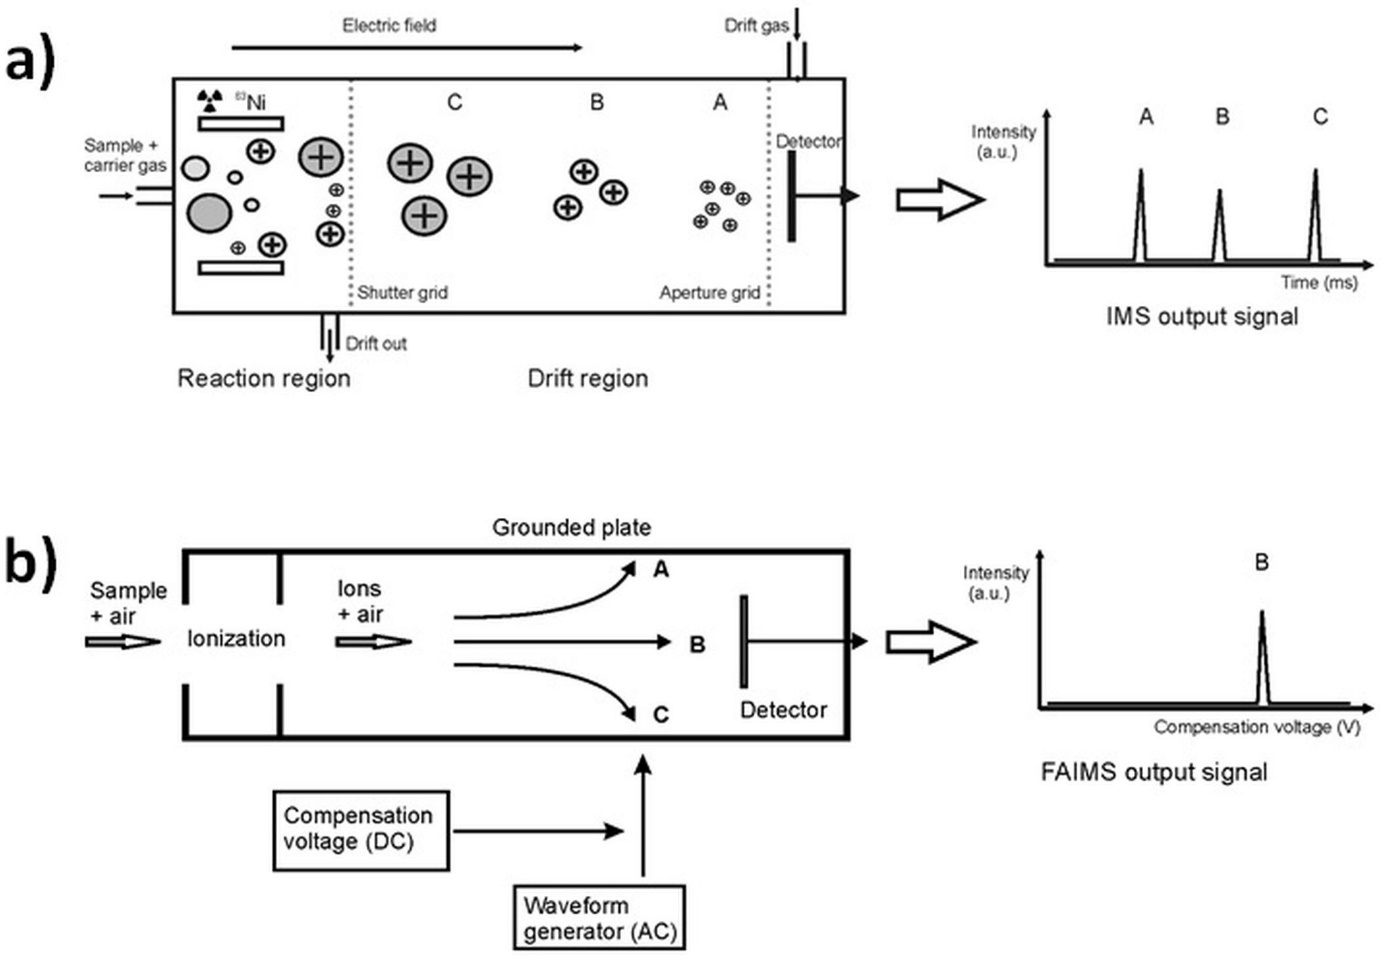 a)
Electric field
Drift gas
⁶³Ni
C
B
A
Sample +
carrier gas
Detector
Shutter grid
Aperture grid
Drift out
Reaction region
Drift region
Intensity
(a.u.)
A
B
C
Time (ms)
IMS output signal
b)
Grounded plate
Sample
+ air
Ionization
Ions
+ air
A
B
C
Detector
Compensation
voltage (DC)
Waveform
generator (AC)
Intensity
(a.u.)
B
Compensation voltage (V)
FAIMS output signal